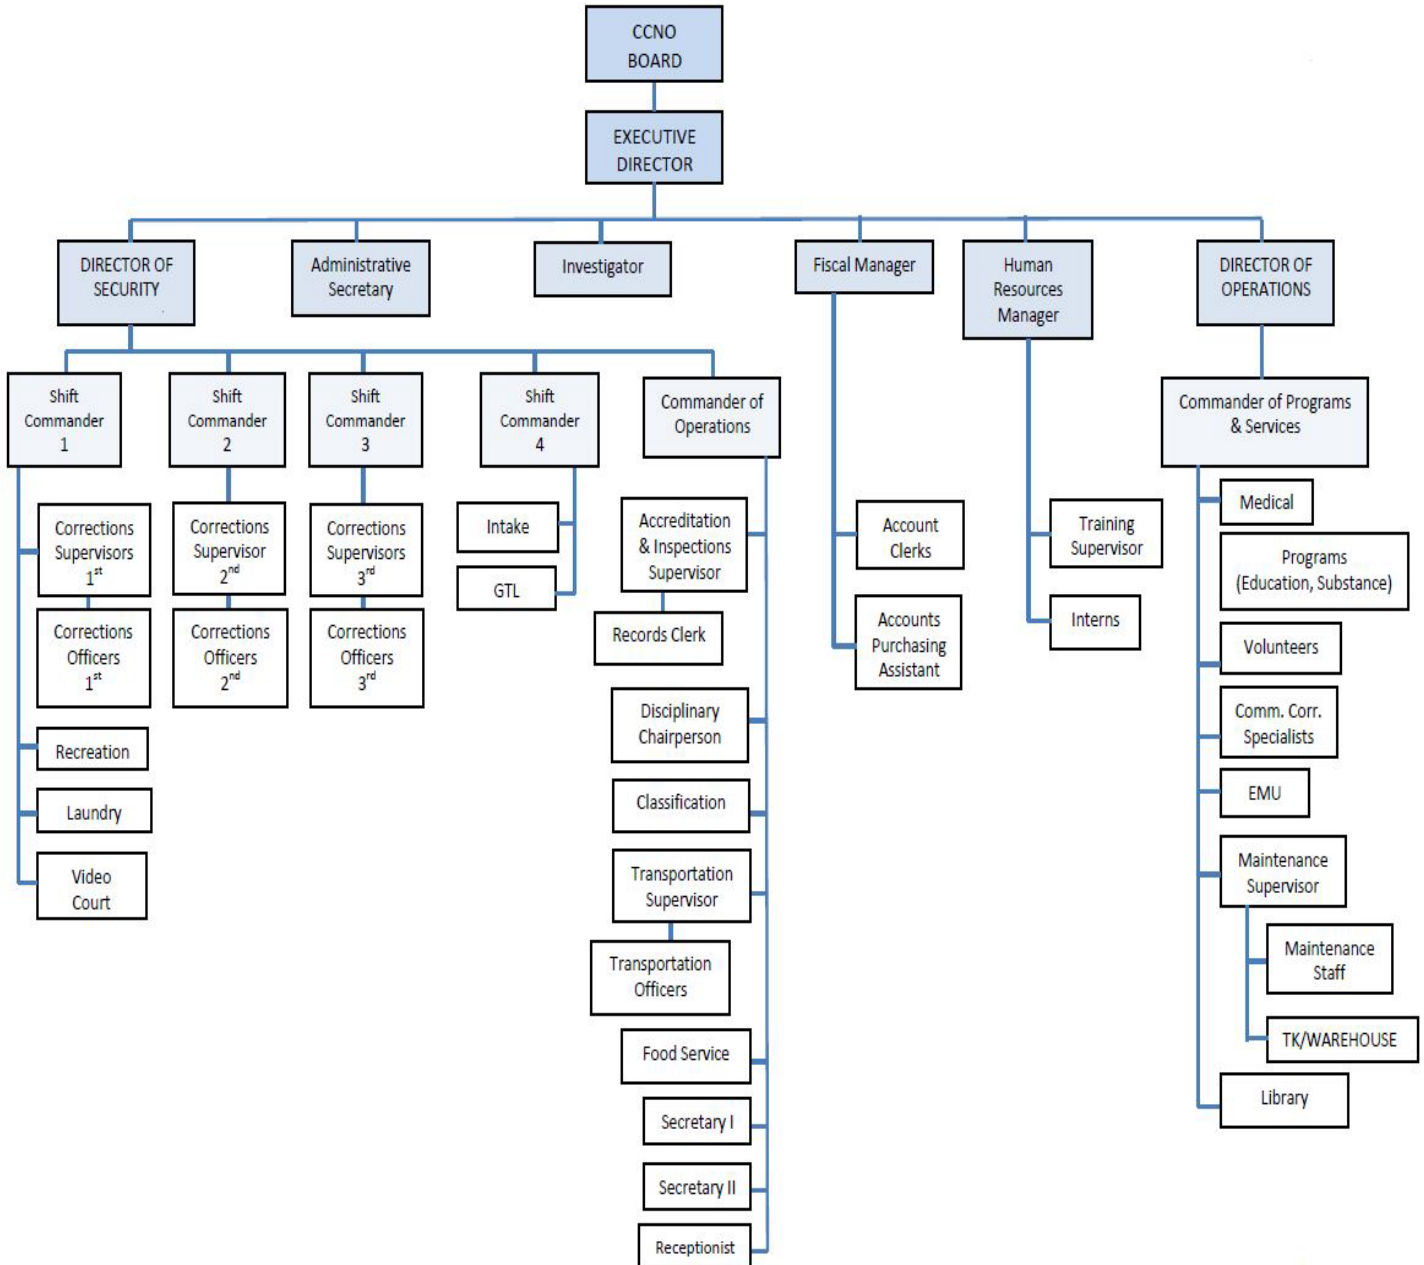 CCNO
BOARD
EXECUTIVE
DIRECTOR
DIRECTOR OF
SECURITY
Administrative
Secretary
Investigator
Fiscal Manager
Human
Resources
Manager
DIRECTOR OF
OPERATIONS
Shift
Commander
1
Shift
Commander
2
Shift
Commander
3
Shift
Commander
4
Commander of
Operations
Commander of Programs
& Services
Corrections
Supervisors
1st
Corrections
Officers
1st
Recreation
Laundry
Video
Court
Corrections
Supervisor
2nd
Corrections
Officers
2nd
Corrections
Supervisors
3rd
Corrections
Officers
3rd
Intake
GTL
Accreditation
& Inspections
Supervisor
Records Clerk
Disciplinary
Chairperson
Classification
Transportation
Supervisor
Transportation
Officers
Food Service
Secretary I
Secretary II
Receptionist
Account
Clerks
Accounts
Purchasing
Assistant
Training
Supervisor
Interns
Medical
Programs
(Education, Substance)
Volunteers
Comm. Corr.
Specialists
EMU
Maintenance
Supervisor
Maintenance
Staff
TK/WAREHOUSE
Library